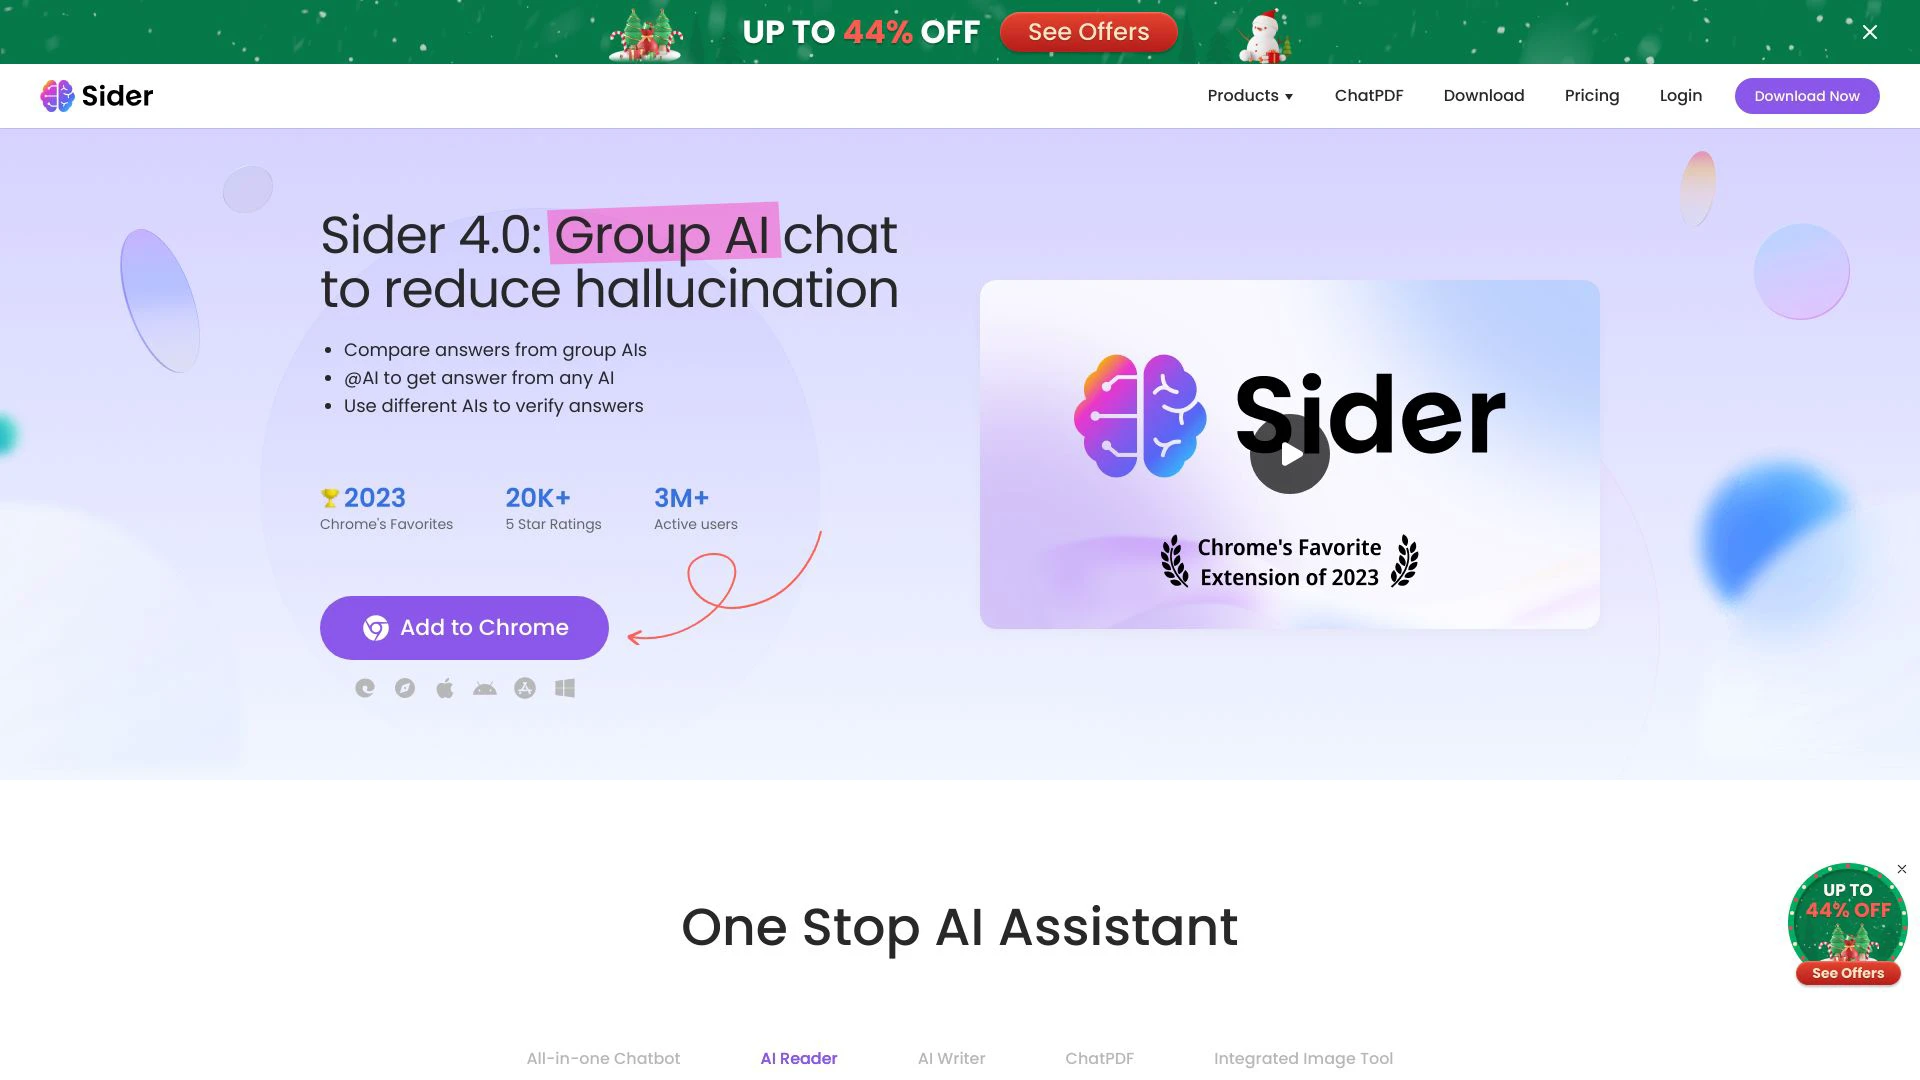 UP TO 44% OFF
See Offers
Sider
Products
ChatPDF
Download
Pricing
Login
Download Now
Sider 4.0: Group AI chat
to reduce hallucination
Compare answers from group AIs
@AI to get answer from any AI
Use different AIs to verify answers
2023
Chrome's Favorites
20K+
5 Star Ratings
3M+
Active users
Add to Chrome
Sider
Chrome's Favorite
Extension of 2023
One Stop AI Assistant
UP TO
44% OFF
See Offers
All-in-one Chatbot
AI Reader
AI Writer
ChatPDF
Integrated Image Tool